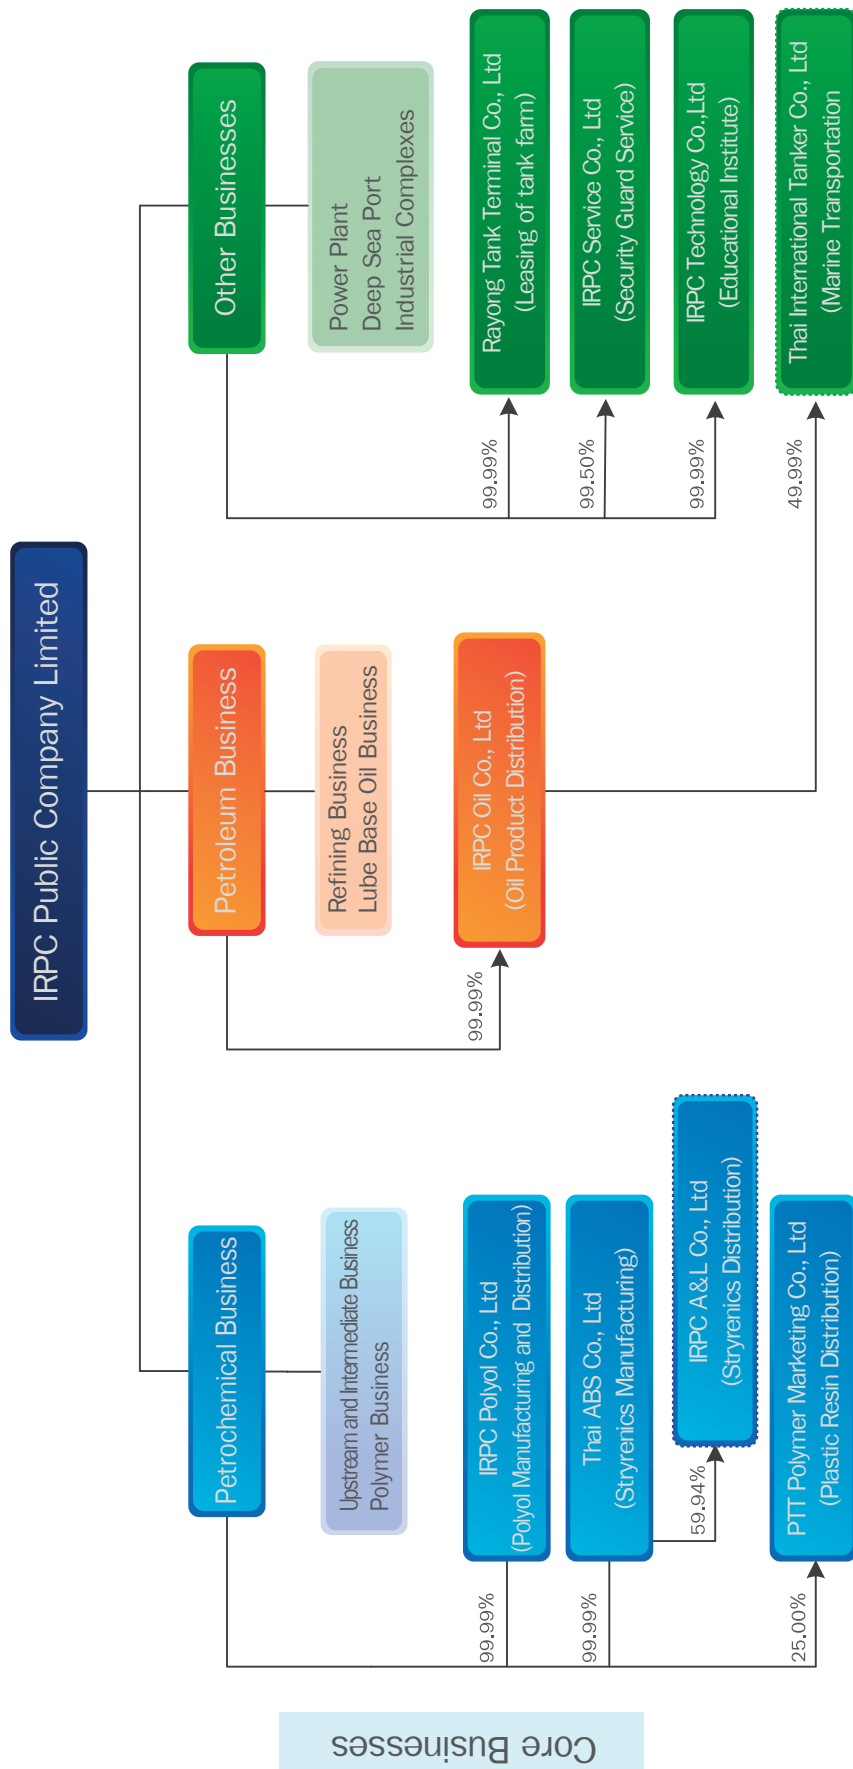 IRPC Public Company Limited
Petrochemical Business
Upstream and Intermediate Business
Polymer Business
99.99%
IRPC Polyol Co., Ltd
(Polyol Manufacturing and Distribution)
99.99%
Thai ABS Co., Ltd
(Stryrenics Manufacturing)
59.94%
IRPC A&L Co., Ltd
(Stryrenics Distribution)
25.00%
PTT Polymer Marketing Co., Ltd
(Plastic Resin Distribution)
Petroleum Business
Refining Business
Lube Base Oil Business
99.99%
IRPC Oil Co., Ltd
(Oil Product Distribution)
Other Businesses
Power Plant
Deep Sea Port
Industrial Complexes
99.99%
Rayong Tank Terminal Co., Ltd
(Leasing of tank farm)
99.50%
IRPC Service Co., Ltd
(Security Guard Service)
99.99%
IRPC Technology Co.,Ltd
(Educational Institute)
49.99%
Thai International Tanker Co., Ltd
(Marine Transportation)
Core Businesses